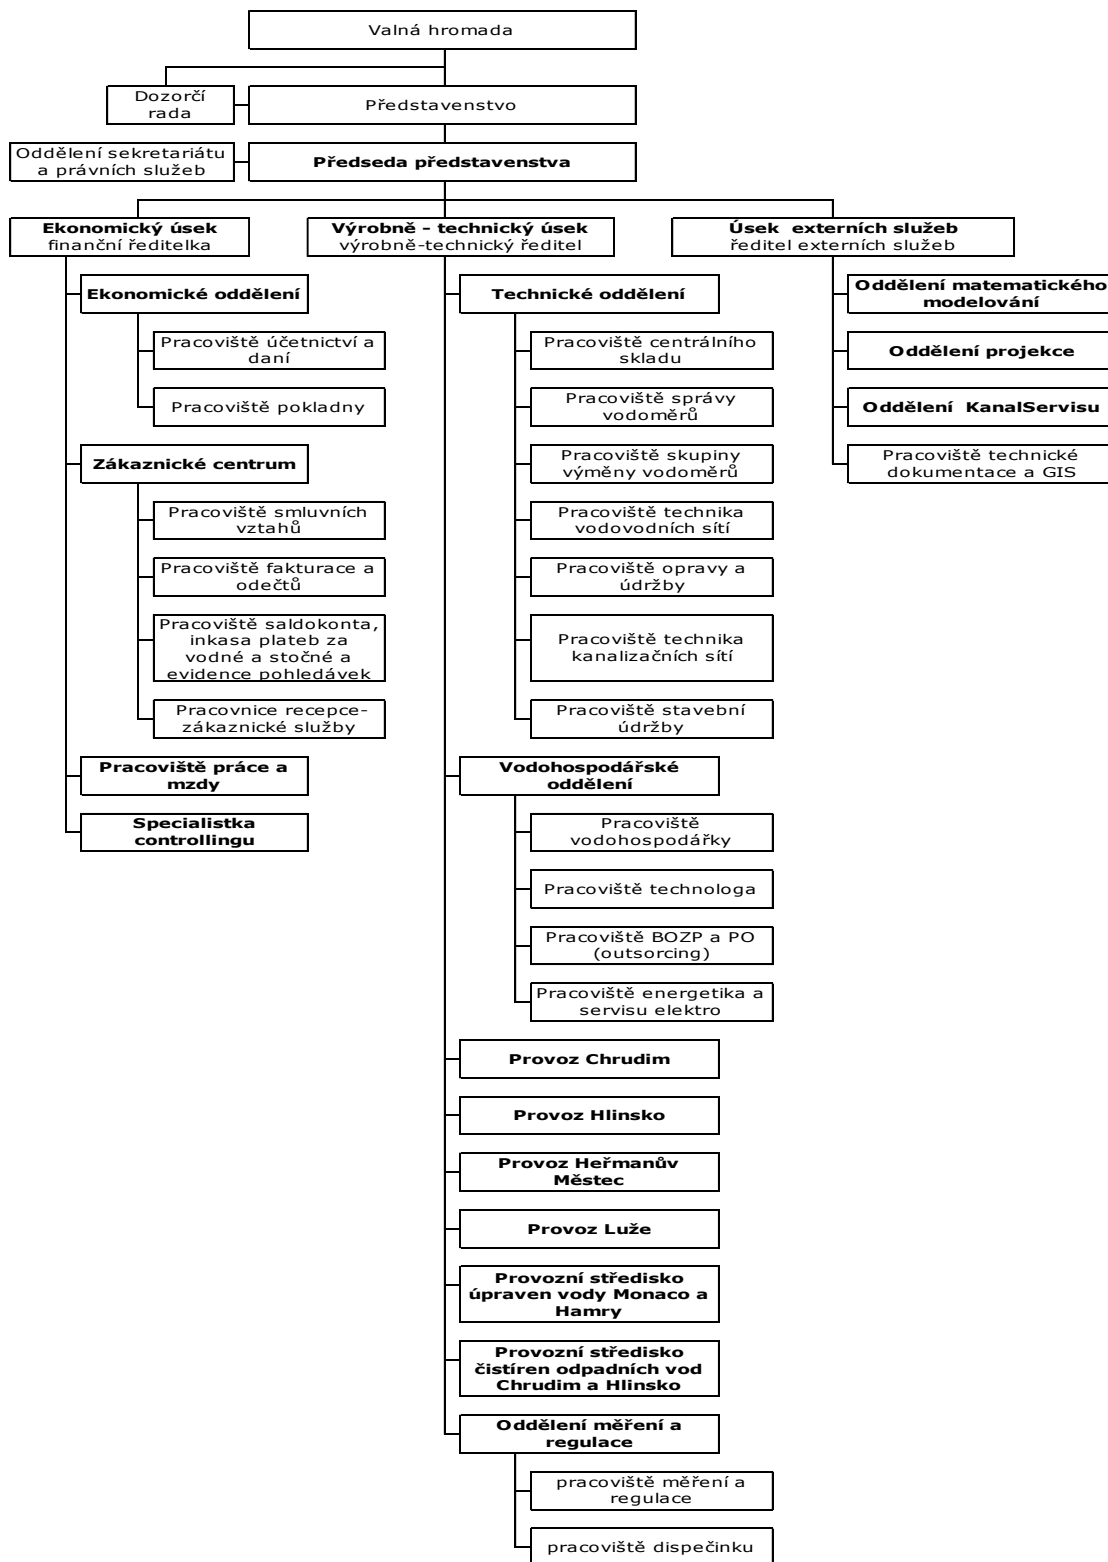 Valná hromada
Dozorčí
rada
Představenstvo
Oddělení sekretariátu
a právních služeb
Předseda představenstva
Ekonomický úsek
finanční ředitelka
Výrobně - technický úsek
výrobně-technický ředitel
Úsek  externích služeb
ředitel externích služeb
Ekonomické oddělení
Pracoviště účetnictví a
daní
Pracoviště pokladny
Zákaznické centrum
Pracoviště smluvních
vztahů
Pracoviště fakturace a
odečtů
Pracoviště saldokonta,
inkasa plateb za
vodné a stočné a
evidence pohledávek
Pracovnice recepce-
zákaznické služby
Pracoviště práce a
mzdy
Specialistka
controllingu
Technické oddělení
Pracoviště centrálního
skladu
Pracoviště správy
vodoměrů
Pracoviště skupiny
výměny vodoměrů
Pracoviště technika
vodovodních sítí
Pracoviště opravy a
údržby
Pracoviště technika
kanalizačních sítí
Pracoviště stavební
údržby
Vodohospodářské
oddělení
Pracoviště
vodohospodářky
Pracoviště technologa
Pracoviště BOZP a PO
(outsorcing)
Pracoviště energetika a
servisu elektro
Provoz Chrudim
Provoz Hlinsko
Provoz Heřmanův
Městec
Provoz Luže
Provozní středisko
úpraven vody Monaco a
Hamry
Provozní středisko
čistíren odpadních vod
Chrudim a Hlinsko
Oddělení měření a
regulace
pracoviště měření a
regulace
pracoviště dispečinku
Oddělení matematického
modelování
Oddělení projekce
Oddělení  KanalServisu
Pracoviště technické
dokumentace a GIS